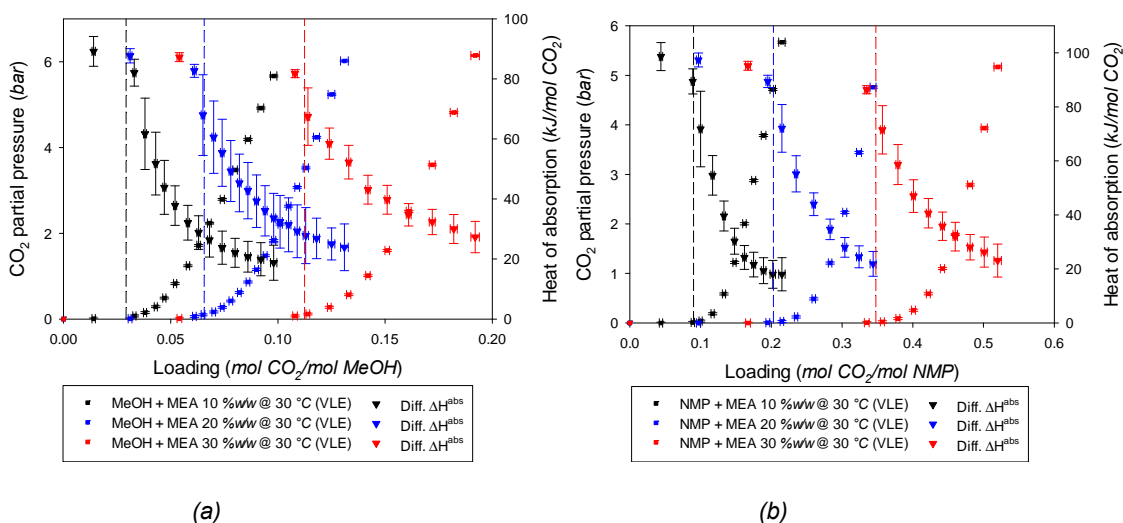 CO2 partial pressure (bar)
6
4
2
0
0.00 0.05 0.10 0.15 0.20
Loading (mol CO2/mol MeOH)
100
80
60
40
20
0
Heat of absorption (kJ/mol CO2)
MeOH + MEA 10 %w/w @ 30 °C (VLE) Diff. ΔHabs
MeOH + MEA 20 %w/w @ 30 °C (VLE) Diff. ΔHabs
MeOH + MEA 30 %w/w @ 30 °C (VLE) Diff. ΔHabs
(a)
CO2 partial pressure (bar)
6
5
4
3
2
1
0
0.0 0.1 0.2 0.3 0.4 0.5 0.6
Loading (mol CO2/mol NMP)
100
80
60
40
20
0
Heat of absorption (kJ/mol CO2)
NMP + MEA 10 %w/w @ 30 °C (VLE) Diff. ΔHabs
NMP + MEA 20 %w/w @ 30 °C (VLE) Diff. ΔHabs
NMP + MEA 30 %w/w @ 30 °C (VLE) Diff. ΔHabs
(b)